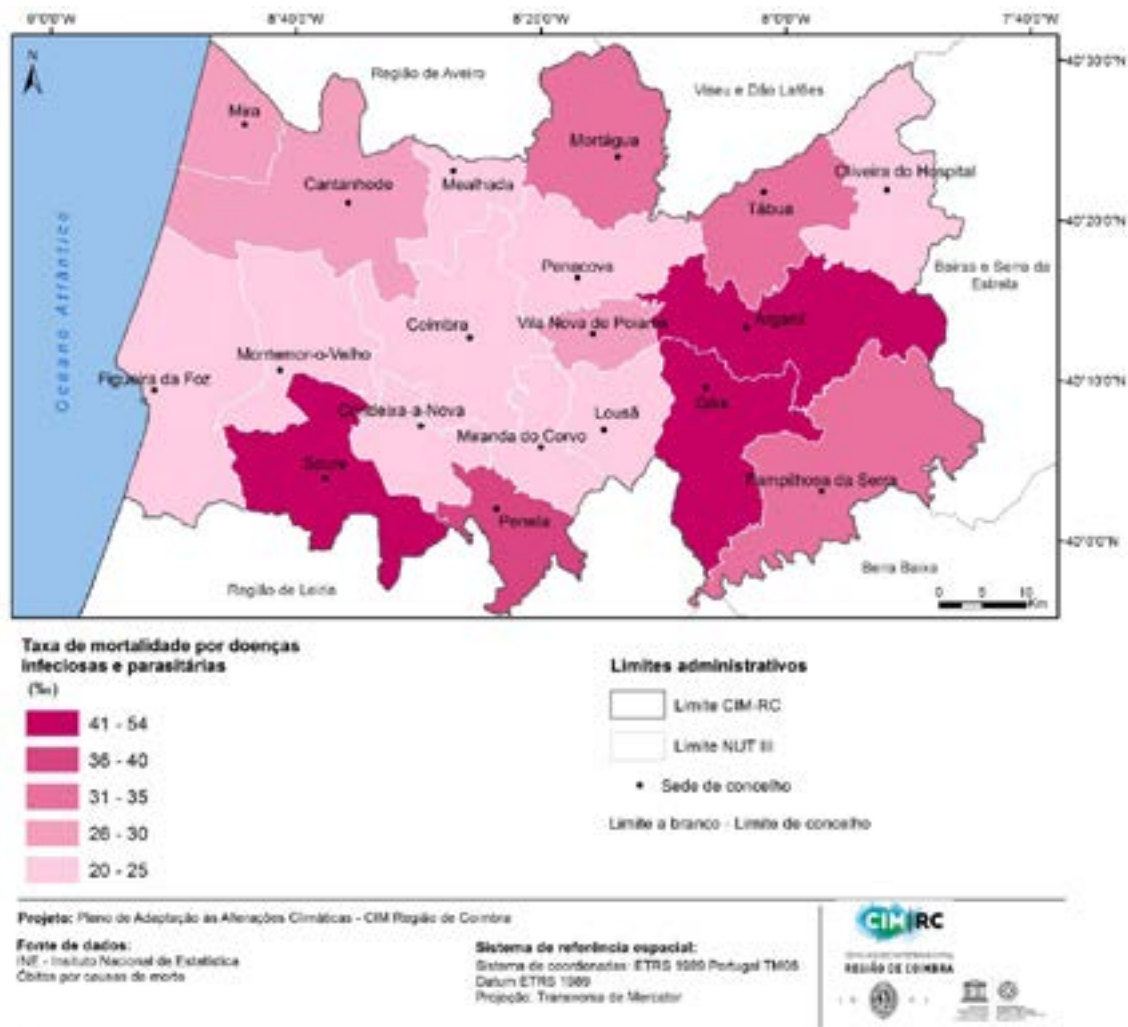 9°0'0"W 8°40'0"W 8°20'0"W 8°0'0"W 7°40'0"W
N
40°30'0"N
40°20'0"N
40°10'0"N
40°0'0"N
Oceano Atlântico
Região de Aveiro
Viseu e Dão Lafões
Mira
Mortágua
Cantanhede
Mealhada
Oliveira do Hospital
Tábua
Penacova
Beiras e Serra da
Estrela
Coimbra
Vila Nova de Poiares
Arganil
Montemor-o-Velho
Figueira da Foz
Condeixa-a-Nova
Lousã
Góis
Miranda do Corvo
Soure
Pampilhosa da Serra
Penela
Região de Leiria
Beira Baixa
0 5 10
Km
Taxa de mortalidade por doenças
infeciosas e parasitárias
(‰)
41 - 54
36 - 40
31 - 35
26 - 30
20 - 25
Limites administrativos
Limite CIM-RC
Limite NUT III
Sede de concelho
Limite a branco - Limite de concelho
Projeto: Plano de Adaptação às Alterações Climáticas - CIM Região de Coimbra
Fonte de dados:
INE - Insituto Nacional de Estatística
Óbitos por causas de morte
Sistema de referência espacial:
Sistema de coordenadas: ETRS 1989 Portugal TM06
Datum ETRS 1989
Projeção: Transversa de Mercator
CIM|RC
REGIÃO DE COIMBRA